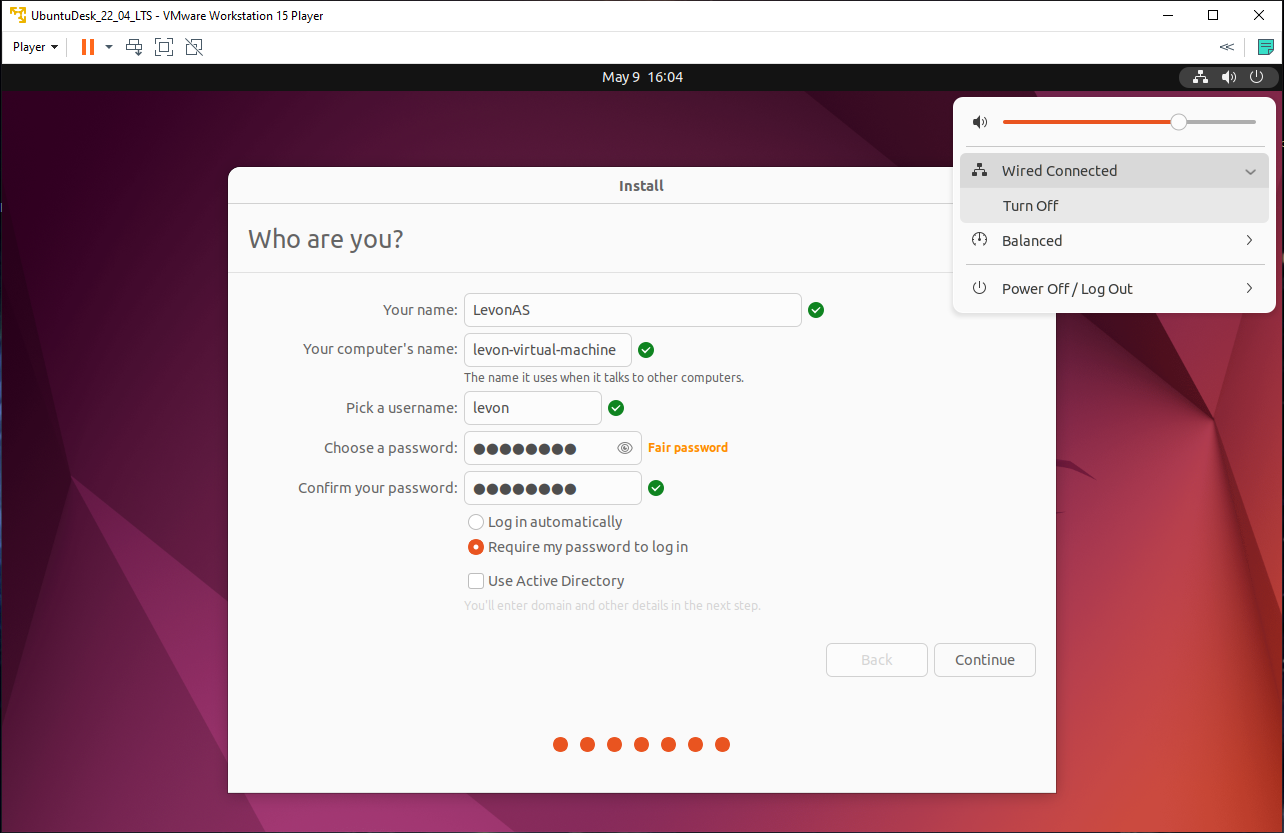 UbuntuDesk_22_04_LTS - VMware Workstation 15 Player
Player
May 9 16:04
Wired Connected
Turn Off
Balanced
Power Off / Log Out
Install
Who are you?
Your name: LevonAS
Your computer's name: levon-virtual-machine
The name it uses when it talks to other computers.
Pick a username: levon
Choose a password: ●●●●●●●● Fair password
Confirm your password: ●●●●●●●●
Log in automatically
Require my password to log in
Use Active Directory
You'll enter domain and other details in the next step.
Back Continue